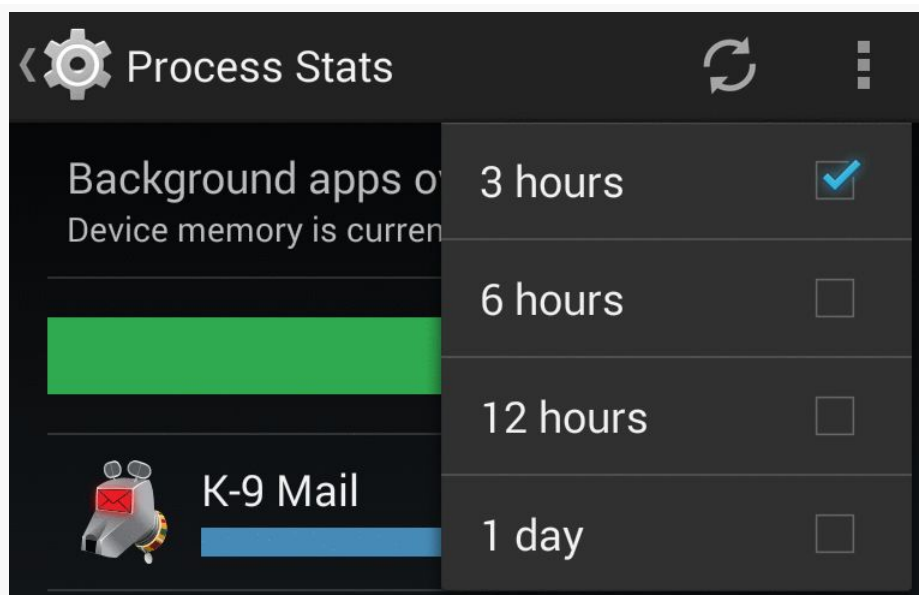 Process Stats
Background apps o
Device memory is curren
3 hours
6 hours
12 hours
1 day
K-9 Mail